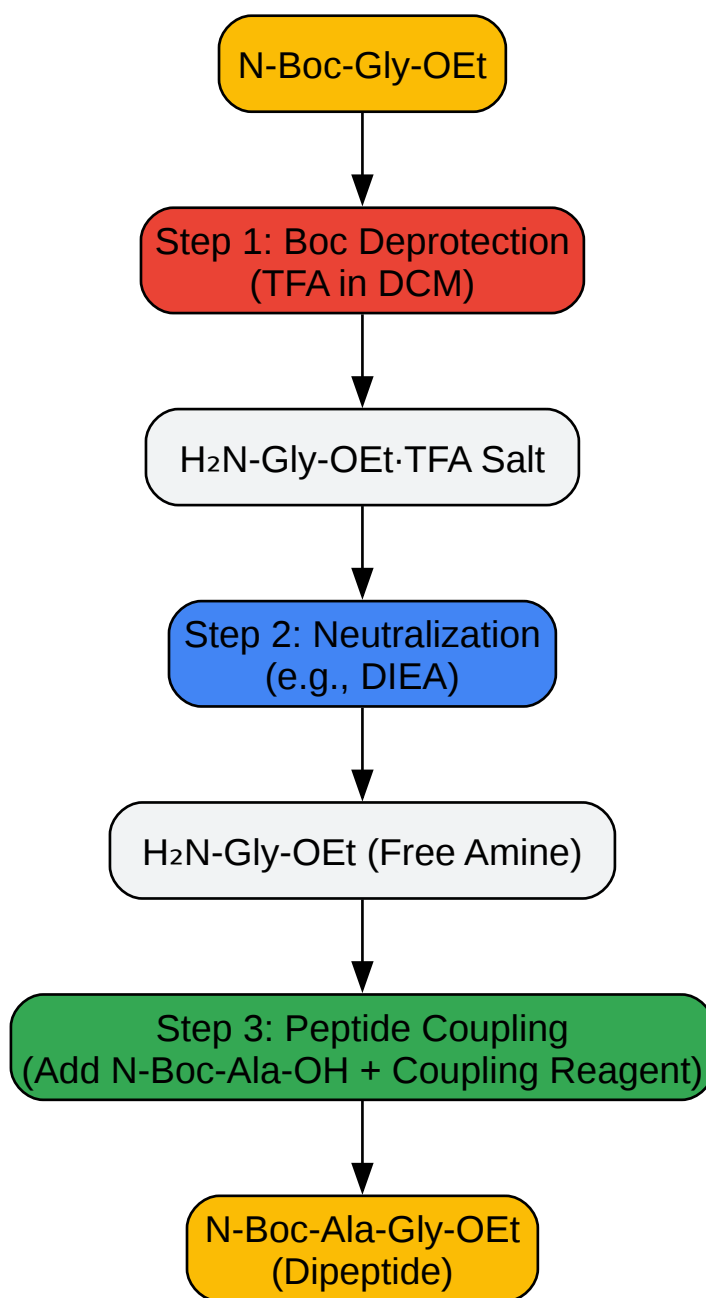 N-Boc-Gly-OEt
Step 1: Boc Deprotection
(TFA in DCM)
H₂N-Gly-OEt·TFA Salt
Step 2: Neutralization
(e.g., DIEA)
H₂N-Gly-OEt (Free Amine)
Step 3: Peptide Coupling
(Add N-Boc-Ala-OH + Coupling Reagent)
N-Boc-Ala-Gly-OEt
(Dipeptide)